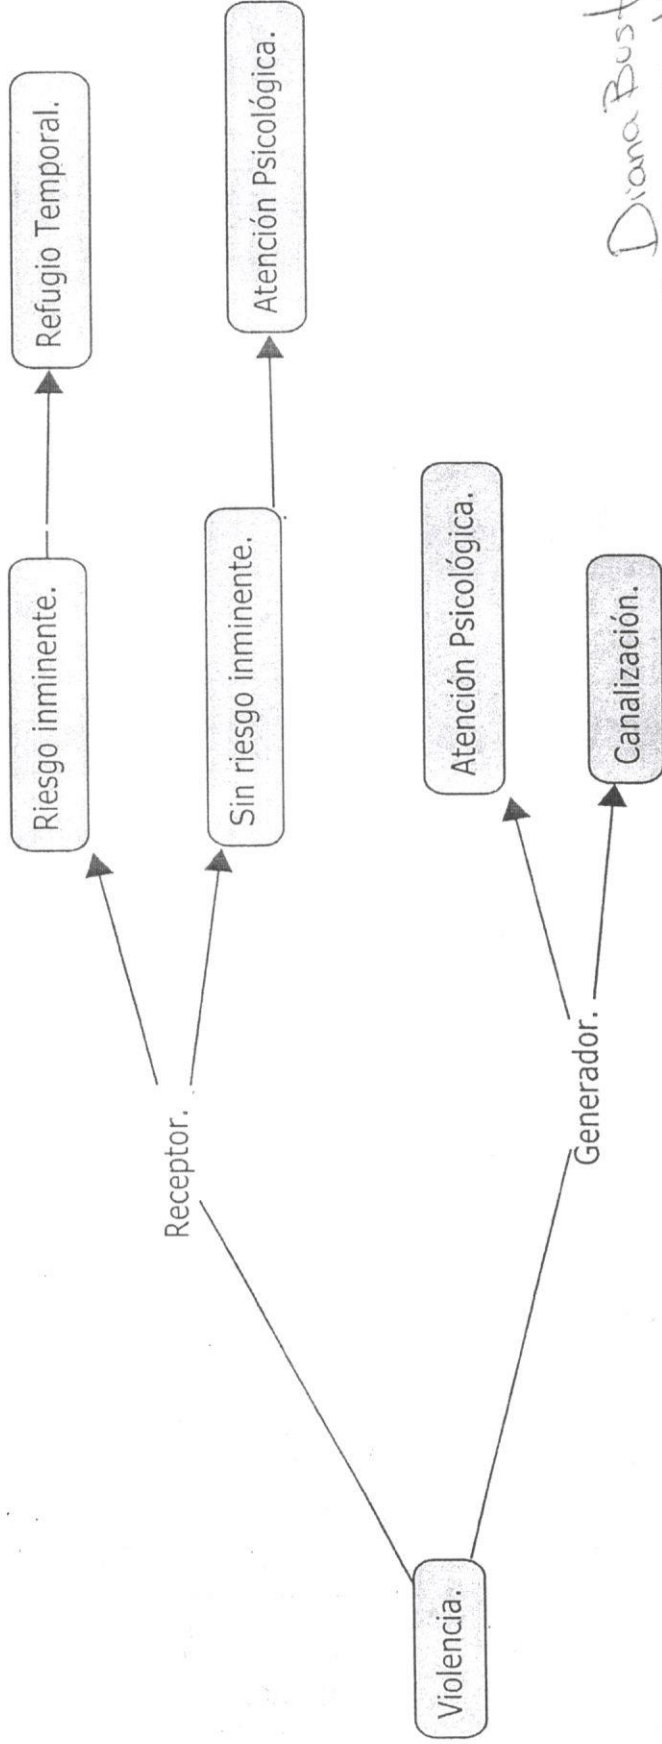 Violencia.
Receptor.
Riesgo inminente.
Refugio Temporal.
Sin riesgo inminente.
Atención Psicológica.
Generador.
Atención Psicológica.
Canalización.
Diana